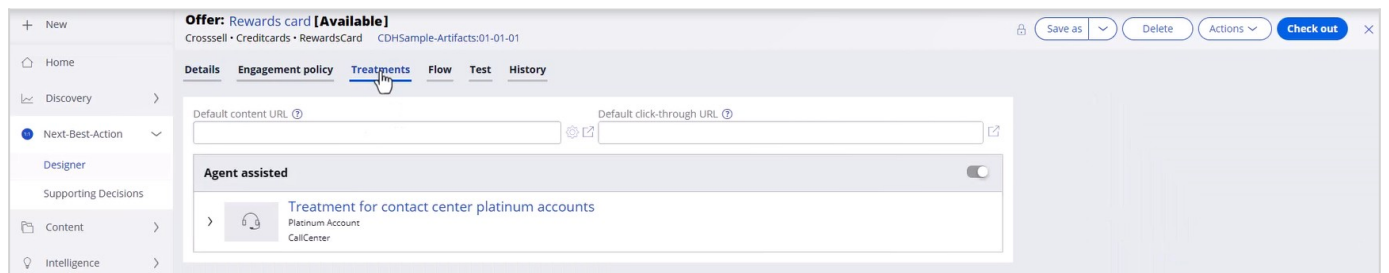 + New
Offer: Rewards card [Available]
Crosssell • Creditcards • RewardsCard CDHSample-Artifacts:01-01-01
Save as
Delete
Actions
Check out
Home
Discovery
Next-Best-Action
Designer
Supporting Decisions
Content
Intelligence
Details Engagement policy Treatments Flow Test History
Default content URL
Default click-through URL
Agent assisted
Treatment for contact center platinum accounts
Platinum Account
CallCenter